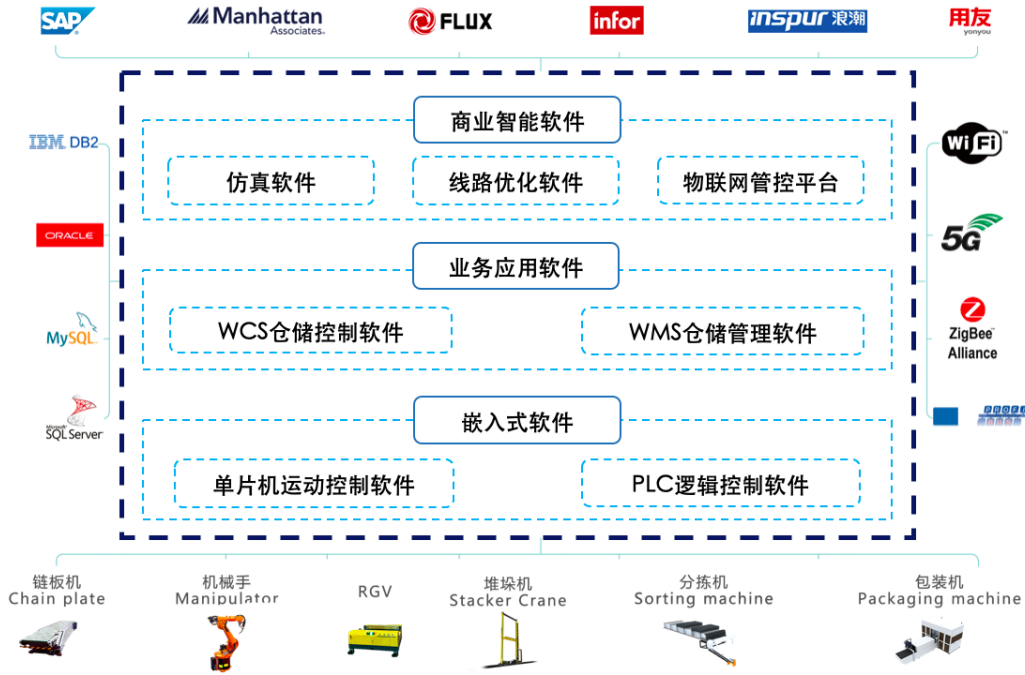 SAP
Manhattan
Associates
FLUX
infor
inspur 浪潮
用友
yonyou
商业智能软件
IBM DB2
Wi Fi
仿真软件
线路优化软件
物联网管控平台
ORACLE
5G
业务应用软件
WCS仓储控制软件
WMS仓储管理软件
MySQL
ZigBee
Alliance
嵌入式软件
Microsoft
SQL Server
单片机运动控制软件
PLC逻辑控制软件
链板机
Chain plate
机械手
Manipulator
RGV
堆垛机
Stacker Crane
分拣机
Sorting machine
包装机
Packaging machine